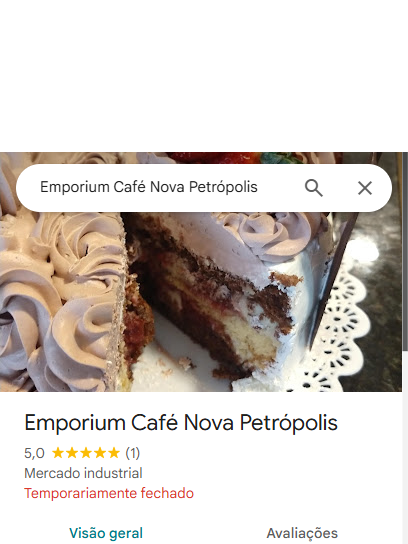 Emporium Café Nova Petrópolis
Emporium Café Nova Petrópolis
5,0 ★★★★★ (1)
Mercado industrial
Temporariamente fechado
Visão geral Avaliações